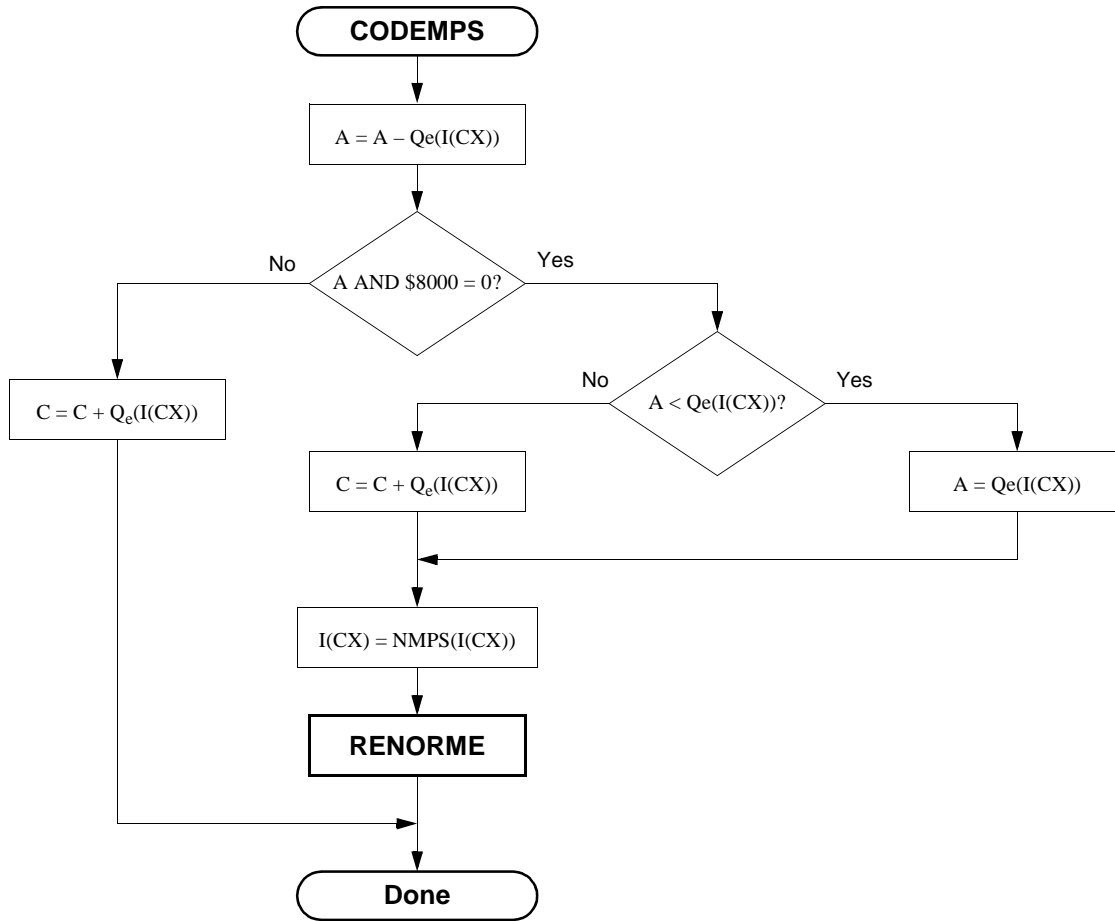 CODEMPS
A = A – Qe(I(CX))
No
Yes
A AND $8000 = 0?
No
Yes
A < Qe(I(CX))?
C = C + Qe(I(CX))
C = C + Qe(I(CX))
A = Qe(I(CX))
I(CX) = NMPS(I(CX))
RENORME
Done